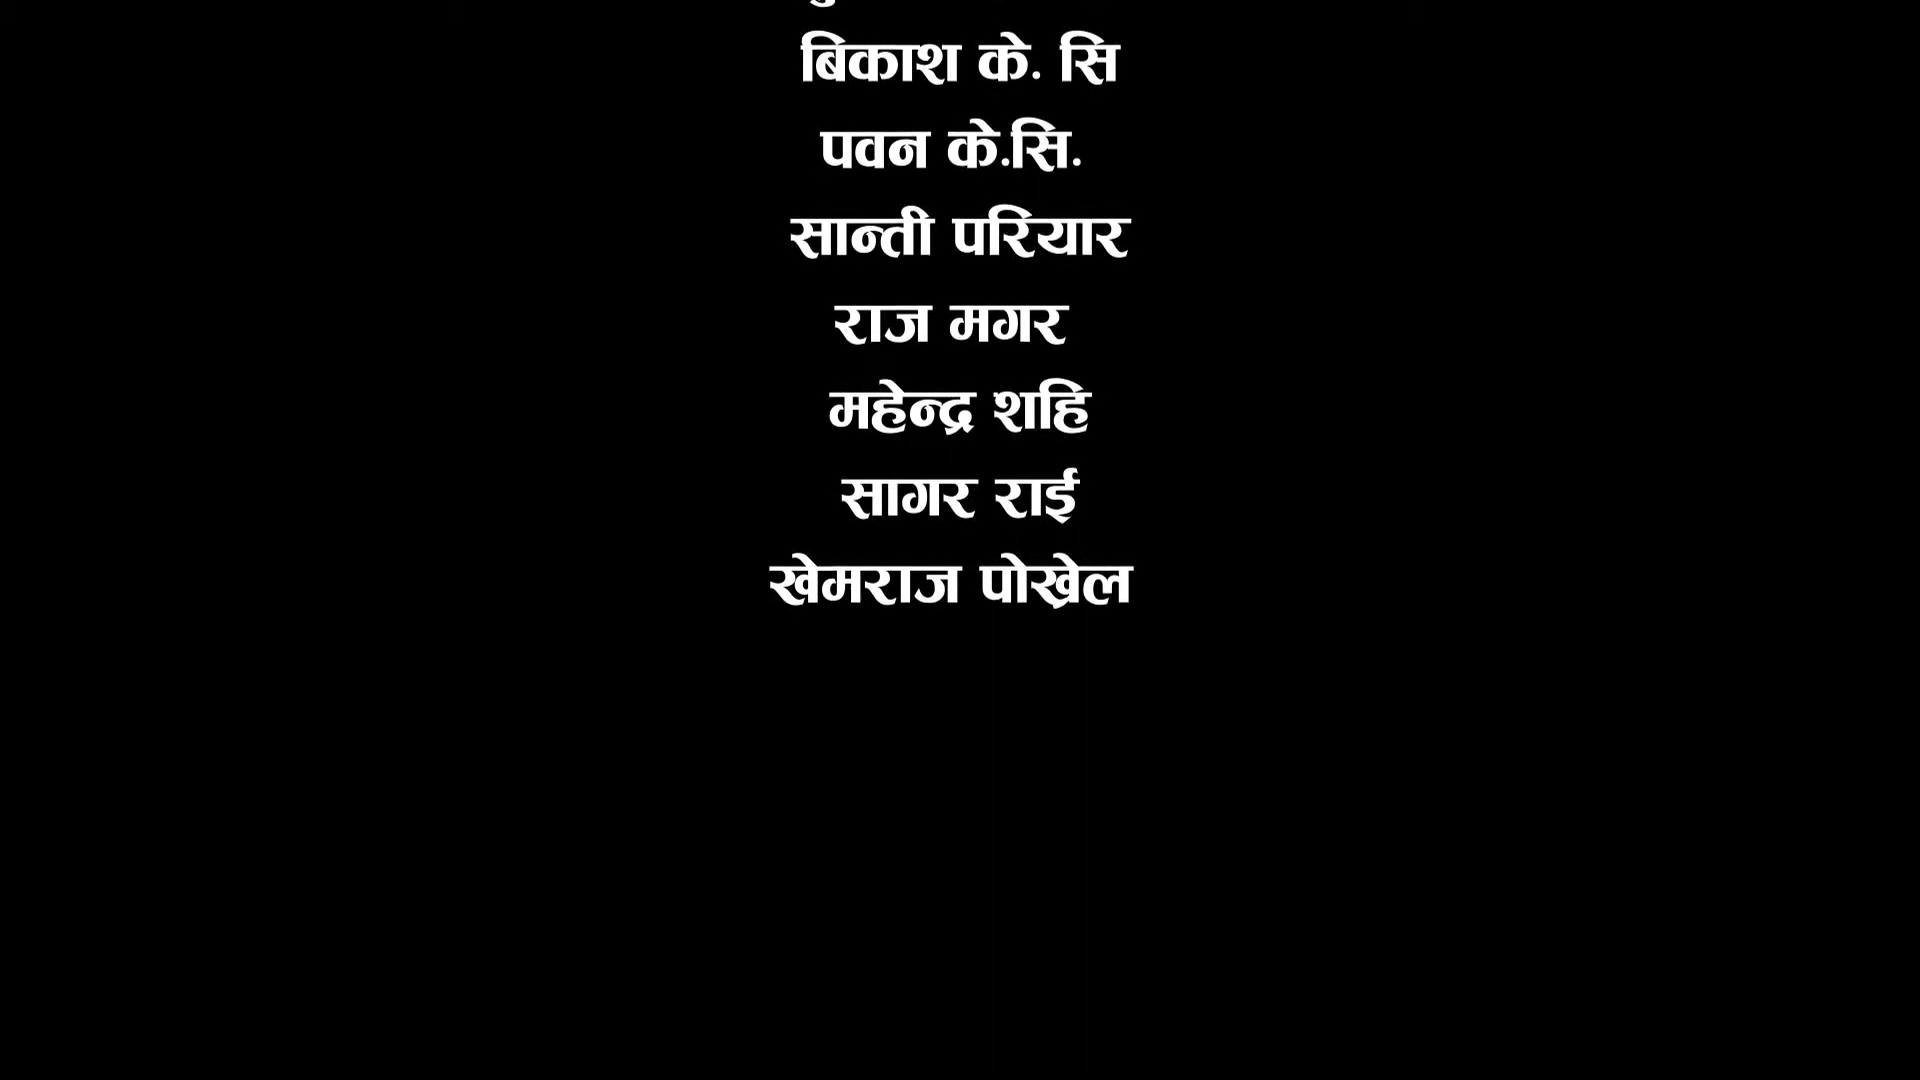 बिकाश के. सि
पवन के.सि.
सान्ती परियार
राज मगर
महेन्द्र शहि
सागर राई
खेमराज पोख्रेल